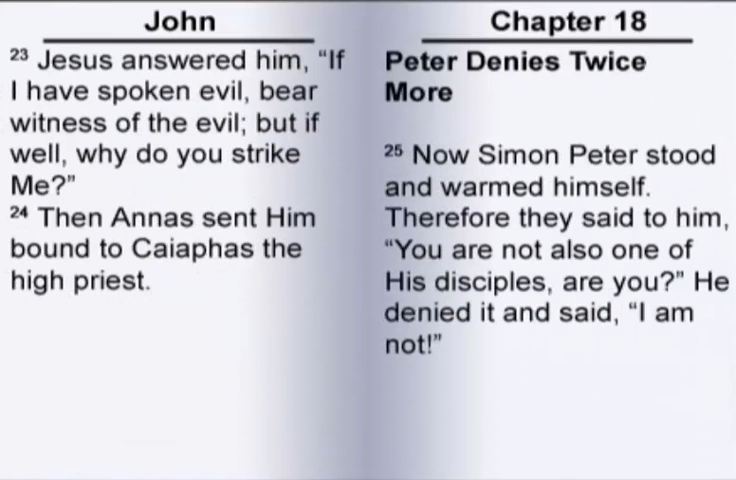 John
²³ Jesus answered him, “If
I have spoken evil, bear
witness of the evil; but if
well, why do you strike
Me?”
²⁴ Then Annas sent Him
bound to Caiaphas the
high priest.
Chapter 18
Peter Denies Twice
More
²⁵ Now Simon Peter stood
and warmed himself.
Therefore they said to him,
“You are not also one of
His disciples, are you?” He
denied it and said, “I am
not!”